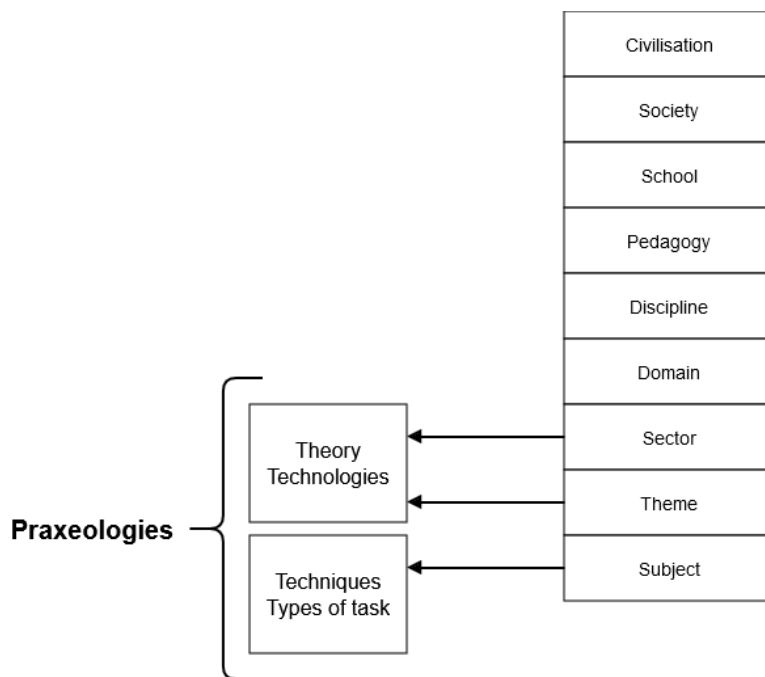 Civilisation
Society
School
Pedagogy
Discipline
Domain
Sector
Theme
Subject
Theory
Technologies
Praxeologies
Techniques
Types of task